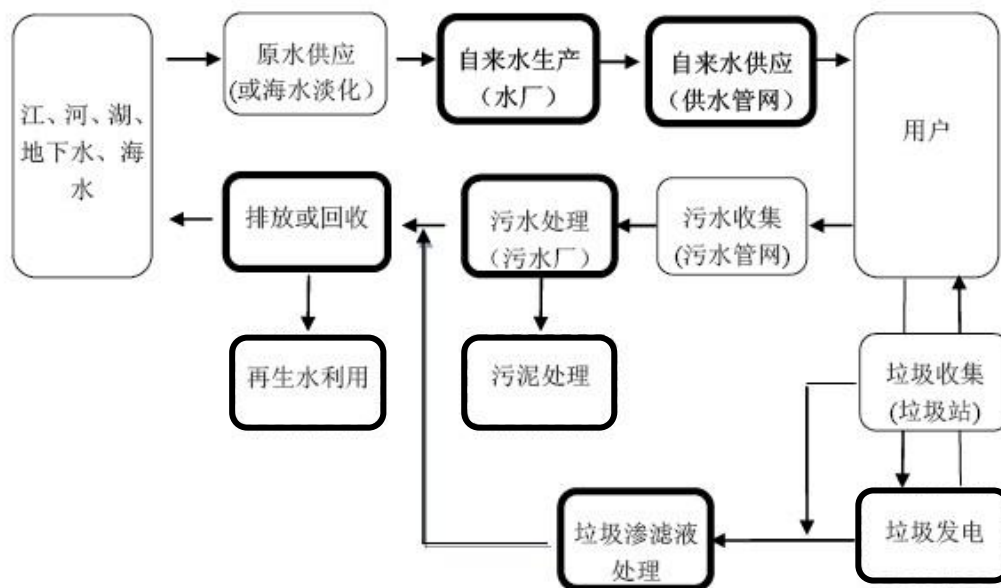 江、河、湖、
地下水、海
水
原水供应
(或海水淡化）
自来水生产
（水厂）
自来水供应
（供水管网）
用户
排放或回收
污水处理
（污水厂）
污水收集
(污水管网)
再生水利用
污泥处理
垃圾收集
(垃圾站)
垃圾渗滤液
处理
垃圾发电